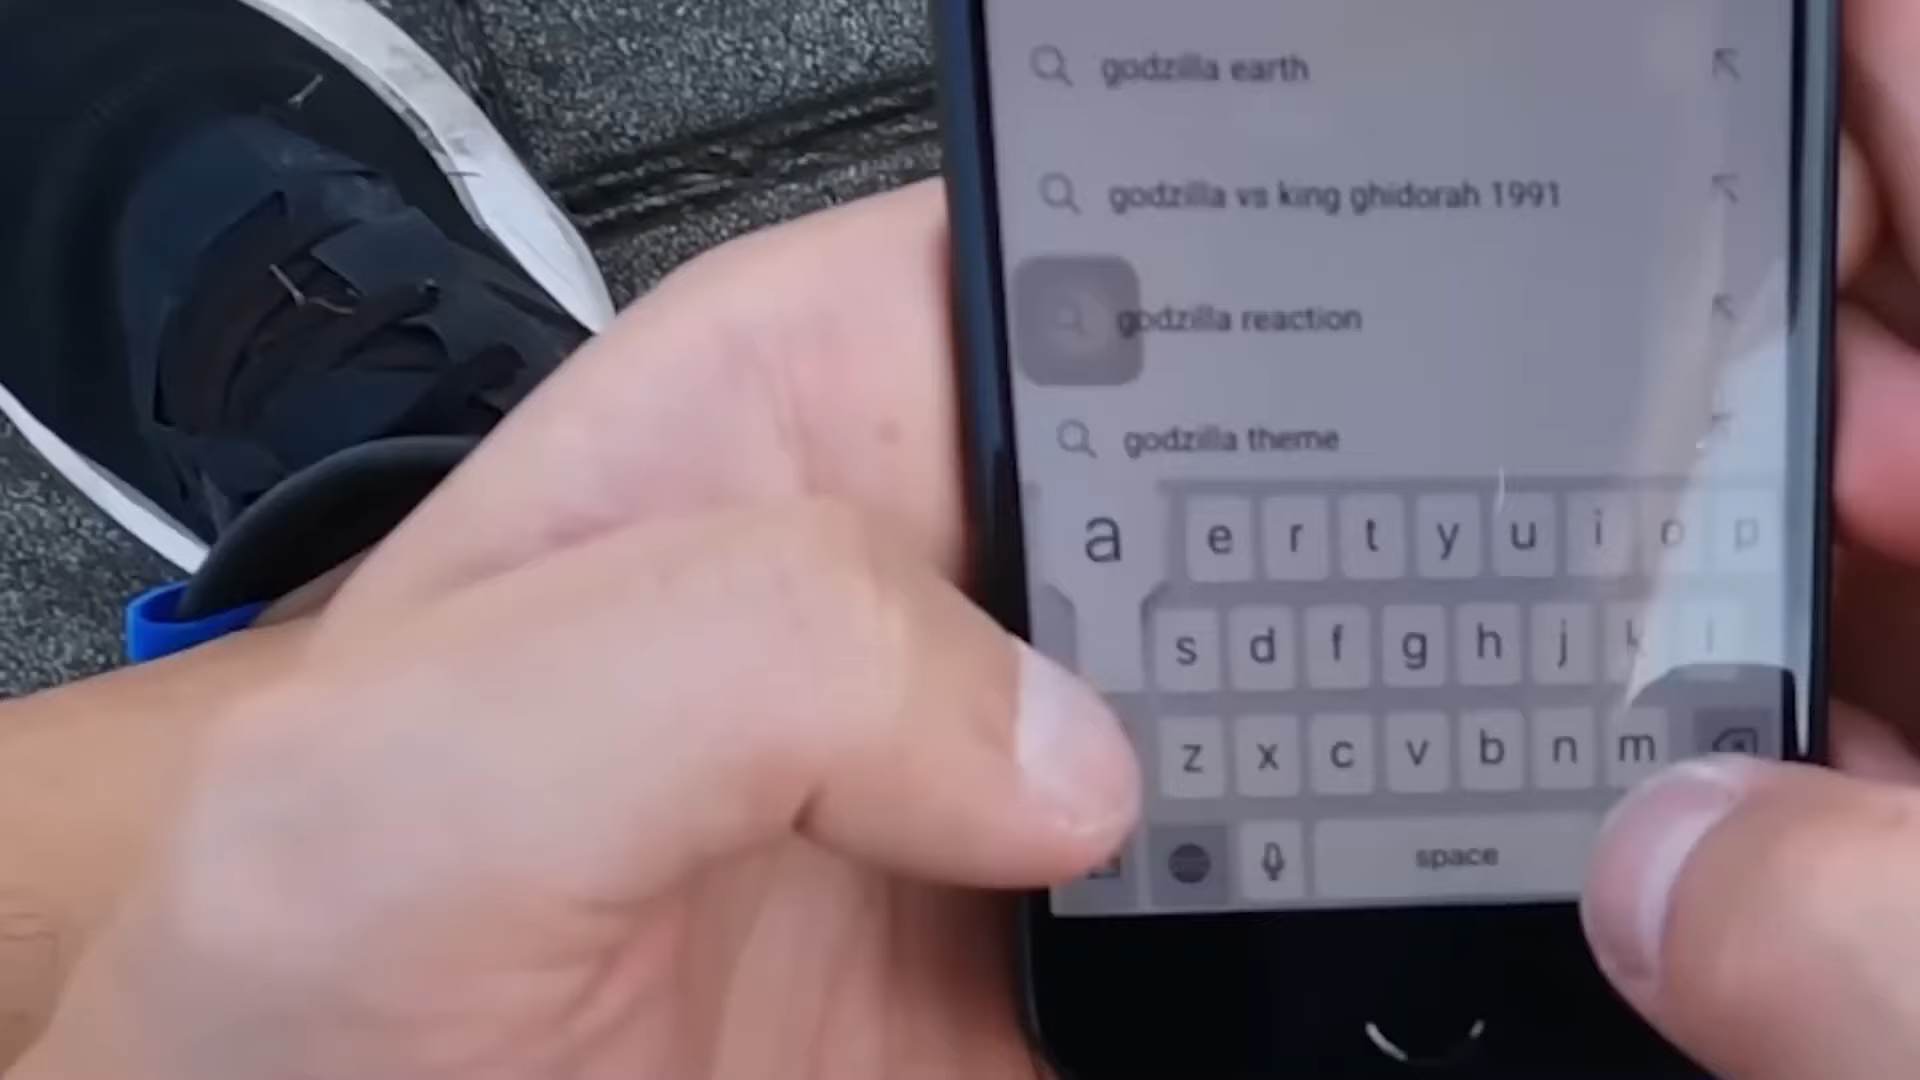 godzilla earth
godzilla vs king ghidorah 1991
godzilla reaction
godzilla theme
a e r t y u i o p
s d f g h j k l
z x c v b n m
space